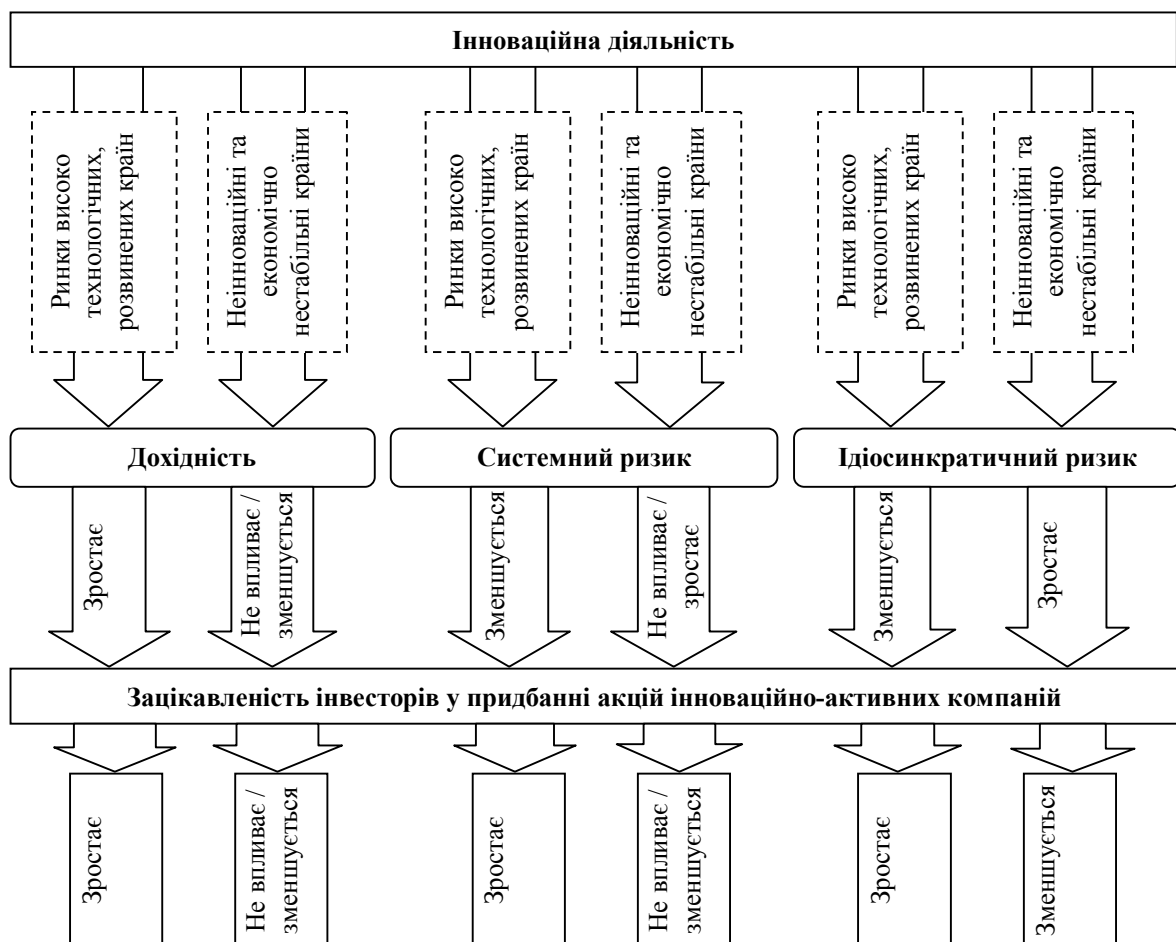 Інноваційна діяльність
Ринки високо
технологічних,
розвинених країн
Неінноваційні та
економічно
нестабільні країни
Ринки високо
технологічних,
розвинених країн
Неінноваційні та
економічно
нестабільні країни
Ринки високо
технологічних,
розвинених країн
Неінноваційні та
економічно
нестабільні країни
Дохідність
Системний ризик
Ідіосинкратичний ризик
Зростає
Не впливає /
зменшується
Зменшується
Не впливає /
зростає
Зменшується
Зростає
Зацікавленість інвесторів у придбанні акцій інноваційно-активних компаній
Зростає
Не впливає /
зменшується
Зростає
Не впливає /
зменшується
Зростає
Зменшується